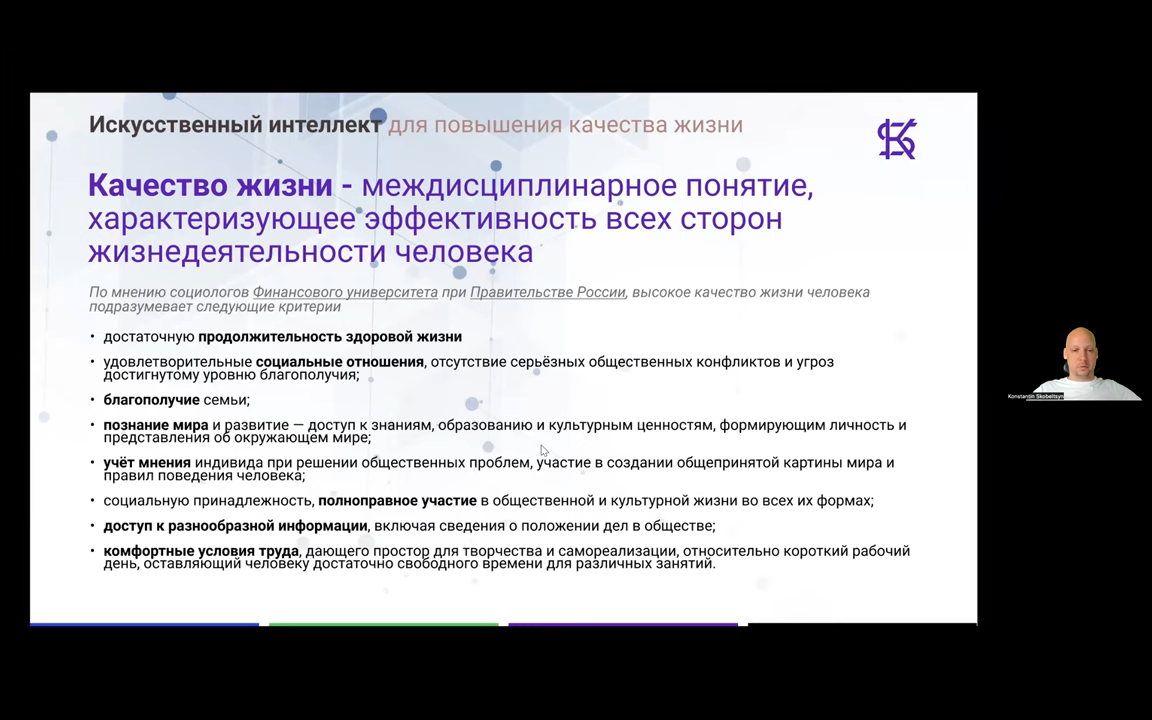 Искусственный интеллект для повышения качества жизни
Качество жизни - междисциплинарное понятие,
характеризующее эффективность всех сторон
жизнедеятельности человека
По мнению социологов Финансового университета при Правительстве России, высокое качество жизни человека
подразумевает следующие критерии
• достаточную продолжительность здоровой жизни
• удовлетворительные социальные отношения, отсутствие серьёзных общественных конфликтов и угроз
достигнутому уровню благополучия;
• благополучие семьи;
• познание мира и развитие — доступ к знаниям, образованию и культурным ценностям, формирующим личность и
представления об окружающем мире;
• учёт мнения индивида при решении общественных проблем, участие в создании общепринятой картины мира и
правил поведения человека;
• социальную принадлежность, полноправное участие в общественной и культурной жизни во всех их формах;
• доступ к разнообразной информации, включая сведения о положении дел в обществе;
• комфортные условия труда, дающего простор для творчества и самореализации, относительно короткий рабочий
день, оставляющий человеку достаточно свободного времени для различных занятий.
Konstantin Skobeltsyn